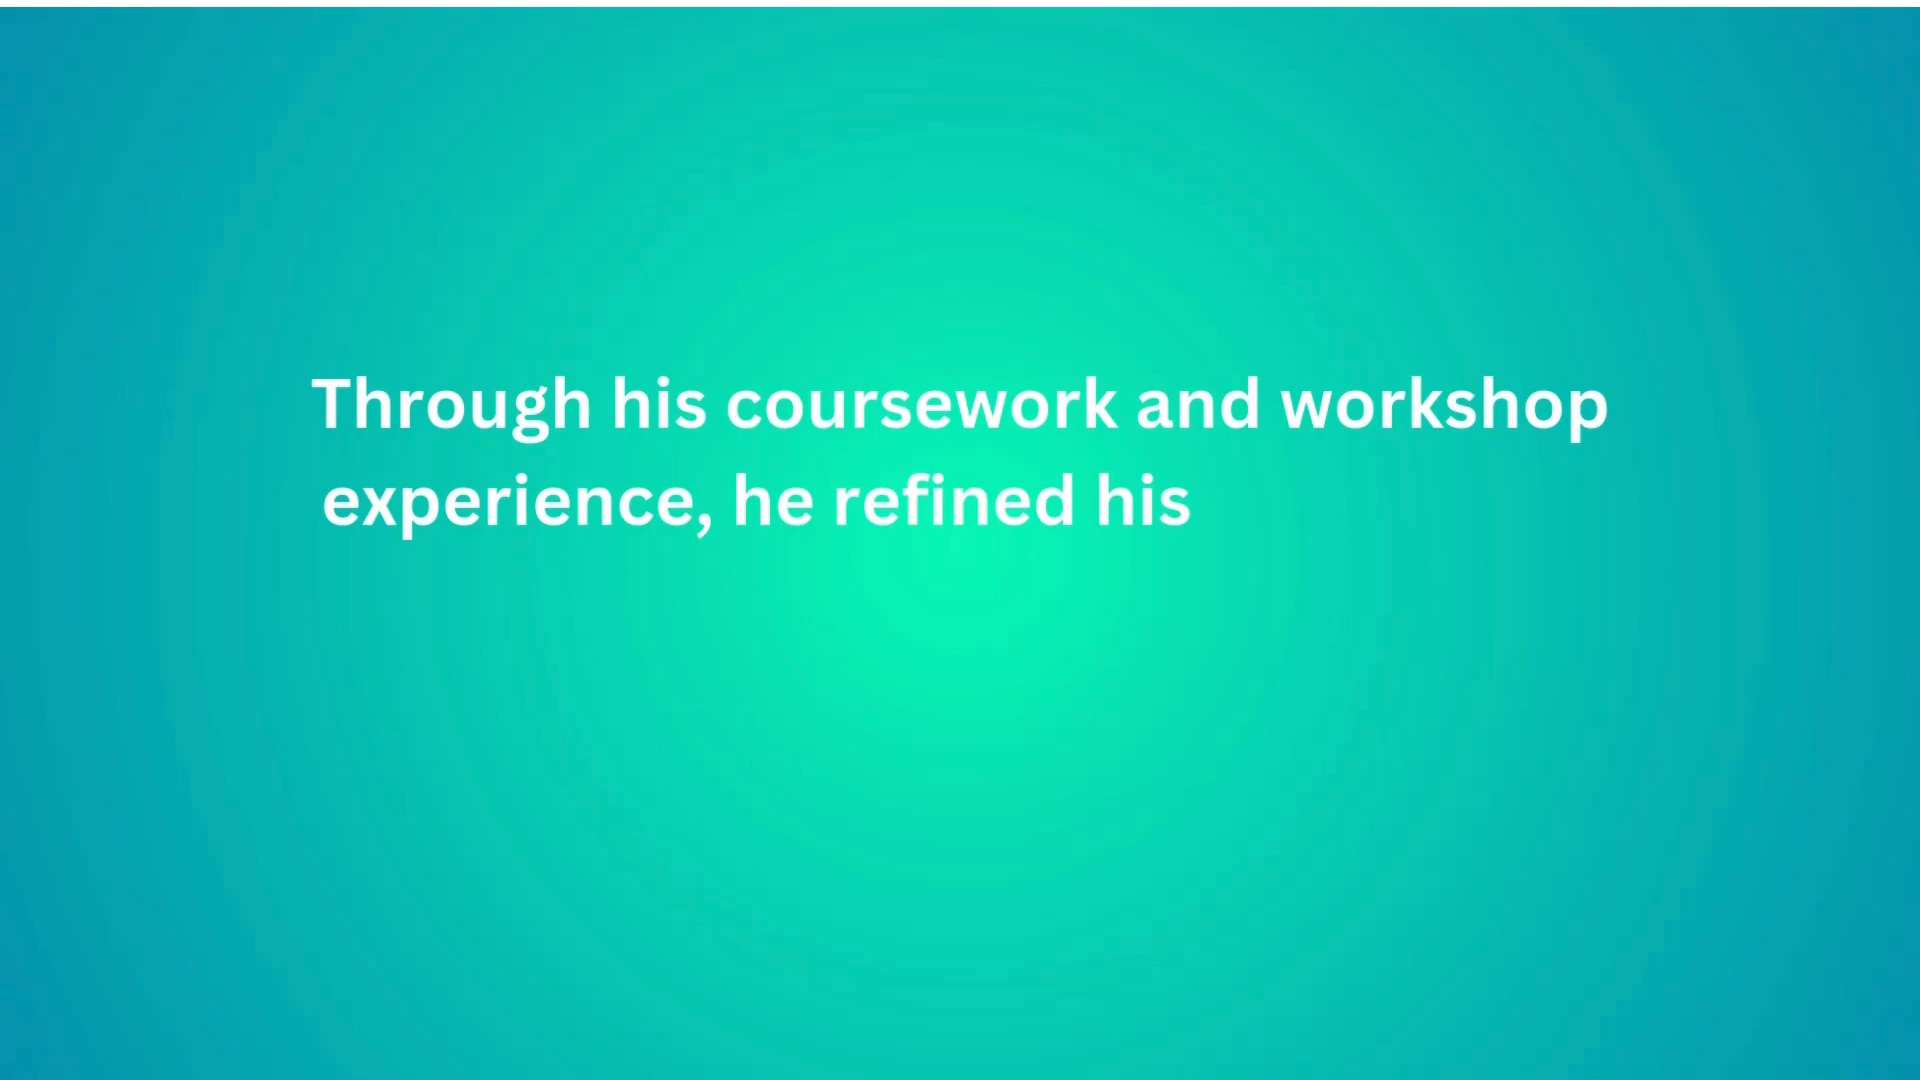 Through his coursework and workshop
experience, he refined his